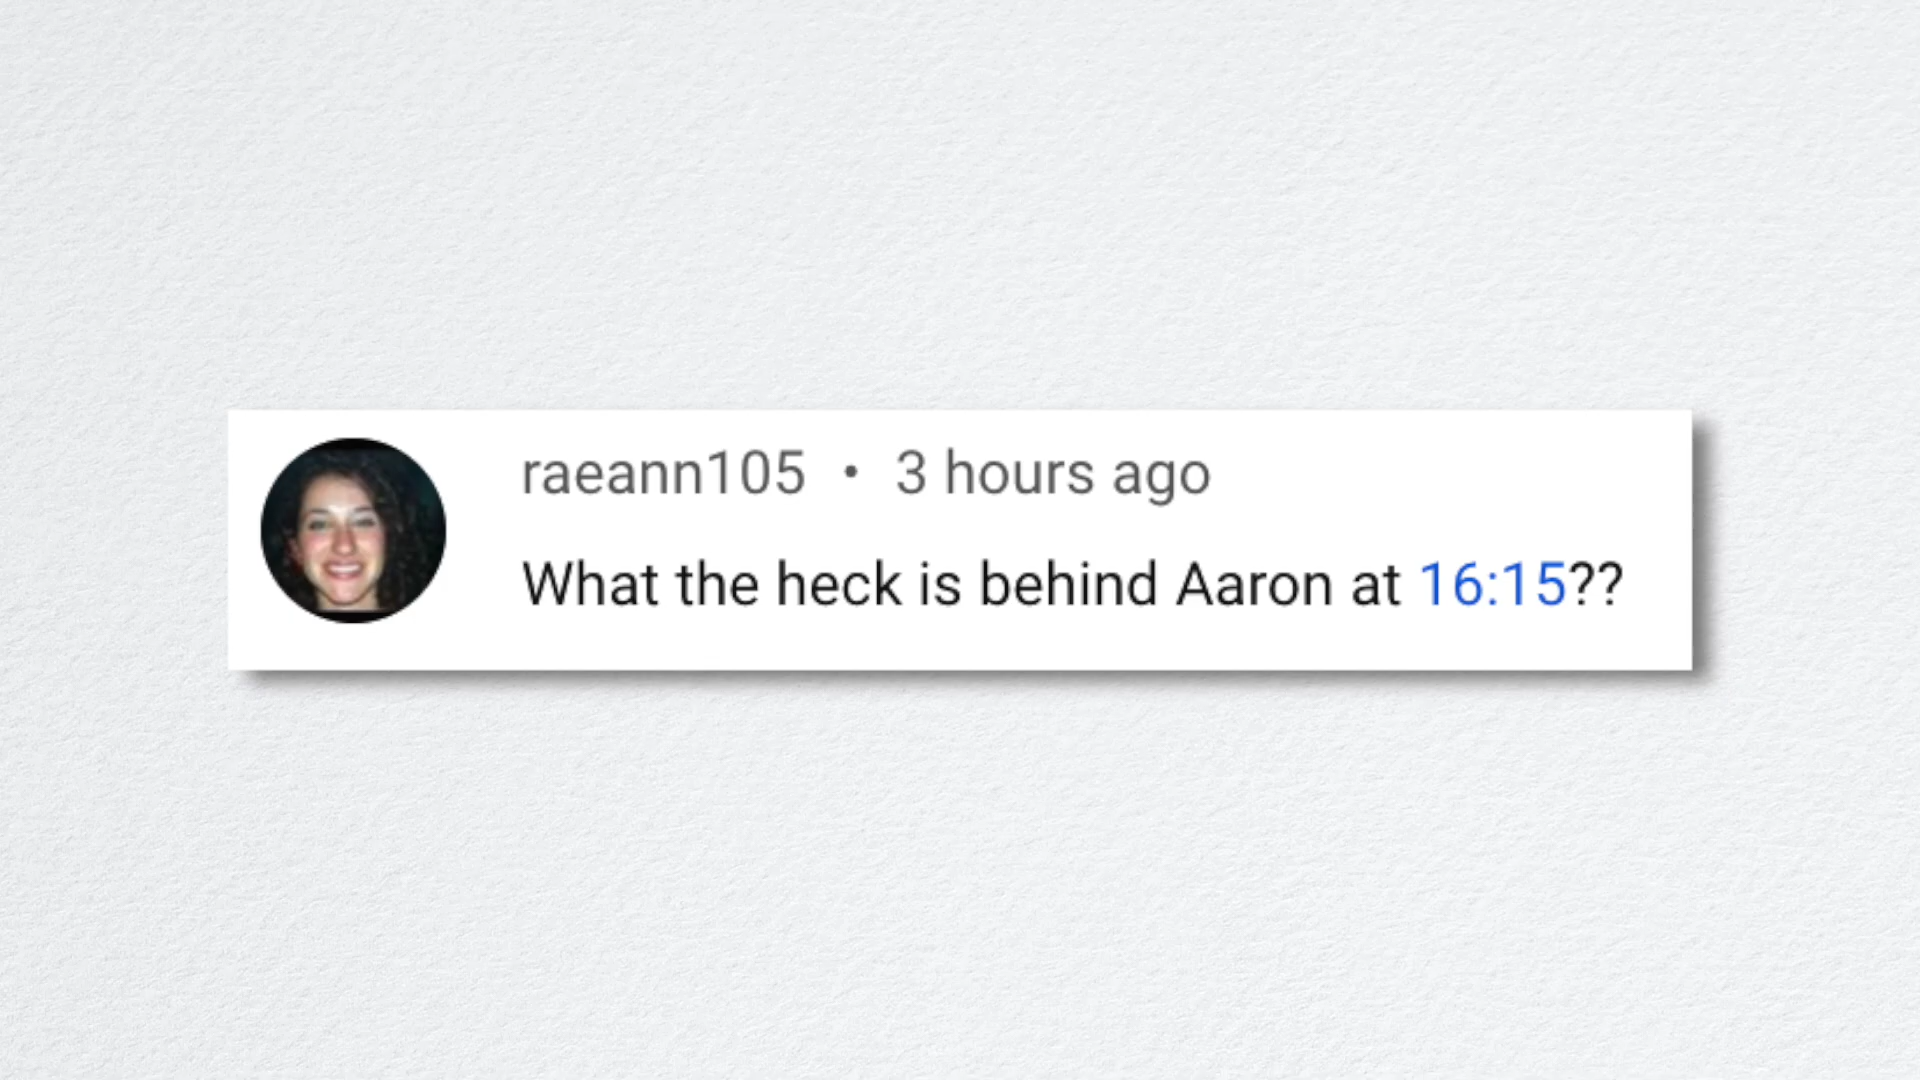 raeann105 • 3 hours ago
What the heck is behind Aaron at 16:15??